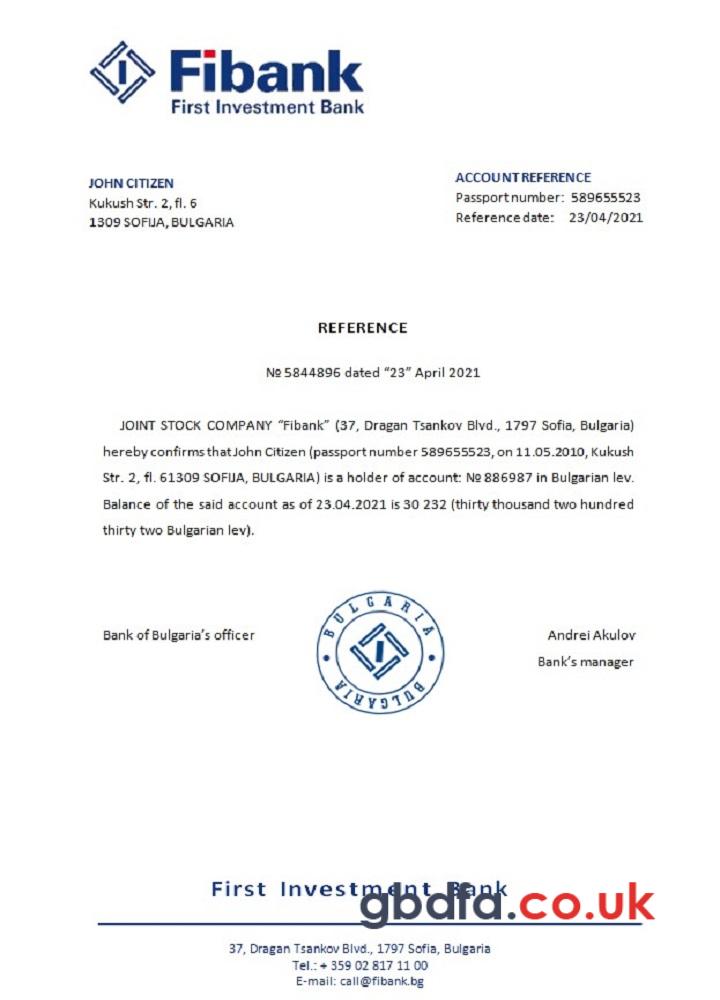 Fibank
First Investment Bank
JOHN CITIZEN
Kukush Str. 2, fl. 6
1309 SOFIJA, BULGARIA
ACCOUNT REFERENCE
Passport number: 589655523
Reference date: 23/04/2021
REFERENCE
№ 5844896 dated “23” April 2021
JOINT STOCK COMPANY “Fibank” (37, Dragan Tsankov Blvd., 1797 Sofia, Bulgaria)
hereby confirms that John Citizen (passport number 589655523, on 11.05.2010, Kukush
Str. 2, fl. 61309 SOFIJA, BULGARIA) is a holder of account: № 886987 in Bulgarian lev.
Balance of the said account as of 23.04.2021 is 30 232 (thirty thousand two hundred
thirty two Bulgarian lev).
Bank of Bulgaria’s officer
BULGARIA
BULGARIA
Andrei Akulov
Bank’s manager
First Investment Bank
gbdfd.co.uk
37, Dragan Tsankov Blvd., 1797 Sofia, Bulgaria
Tel.: + 359 02 817 11 00
E-mail: call@fibank.bg